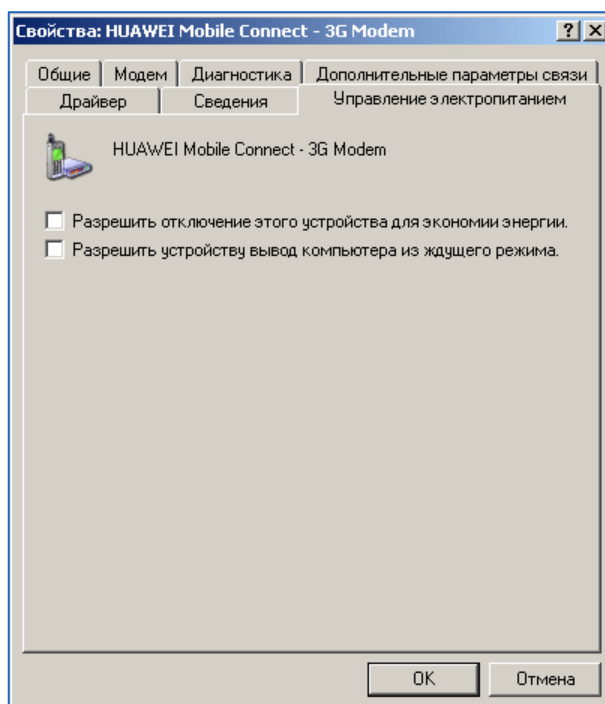 Свойства: HUAWEI Mobile Connect - 3G Modem
Общие Модем Диагностика Дополнительные параметры связи
Драйвер Сведения Управление электропитанием
HUAWEI Mobile Connect - 3G Modem
Разрешить отключение этого устройства для экономии энергии.
Разрешить устройству вывод компьютера из ждущего режима.
OK Отмена